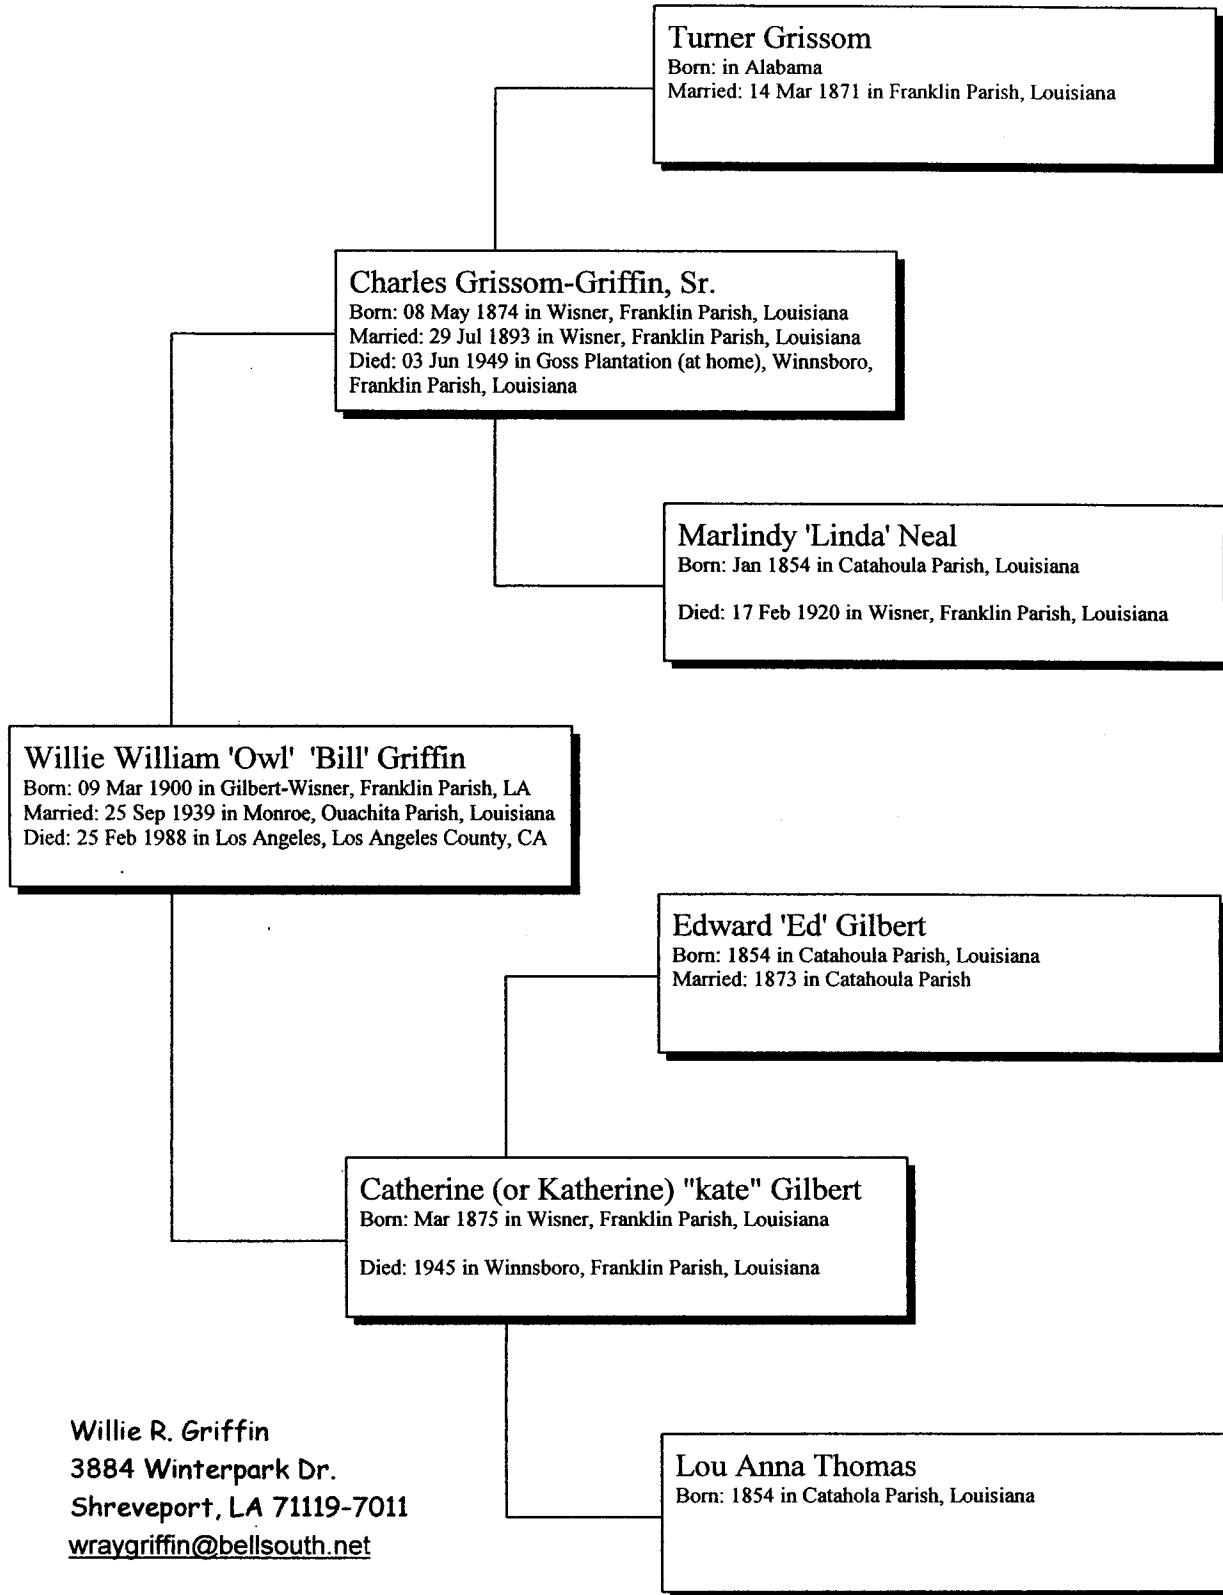 Turner Grissom
Born: in Alabama
Married: 14 Mar 1871 in Franklin Parish, Louisiana
Charles Grissom-Griffin, Sr.
Born: 08 May 1874 in Wisner, Franklin Parish, Louisiana
Married: 29 Jul 1893 in Wisner, Franklin Parish, Louisiana
Died: 03 Jun 1949 in Goss Plantation (at home), Winnsboro,
Franklin Parish, Louisiana
Marlindy 'Linda' Neal
Born: Jan 1854 in Catahoula Parish, Louisiana
Died: 17 Feb 1920 in Wisner, Franklin Parish, Louisiana
Willie William 'Owl' 'Bill' Griffin
Born: 09 Mar 1900 in Gilbert-Wisner, Franklin Parish, LA
Married: 25 Sep 1939 in Monroe, Ouachita Parish, Louisiana
Died: 25 Feb 1988 in Los Angeles, Los Angeles County, CA
Edward 'Ed' Gilbert
Born: 1854 in Catahoula Parish, Louisiana
Married: 1873 in Catahoula Parish
Catherine (or Katherine) "kate" Gilbert
Born: Mar 1875 in Wisner, Franklin Parish, Louisiana
Died: 1945 in Winnsboro, Franklin Parish, Louisiana
Lou Anna Thomas
Born: 1854 in Catahola Parish, Louisiana
Willie R. Griffin
3884 Winterpark Dr.
Shreveport, LA 71119-7011
wraygriffin@bellsouth.net